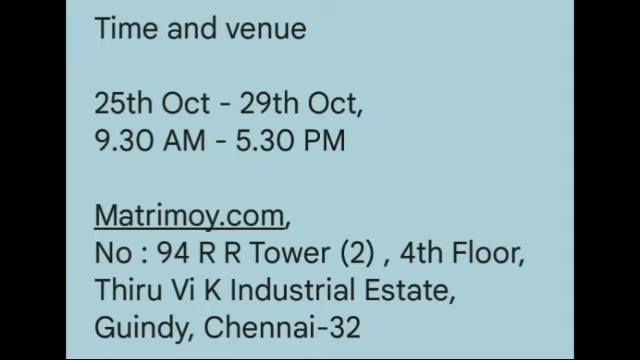 Time and venue
25th Oct - 29th Oct,
9.30 AM - 5.30 PM
Matrimoy.com,
No : 94 R R Tower (2) , 4th Floor,
Thiru Vi K Industrial Estate,
Guindy, Chennai-32